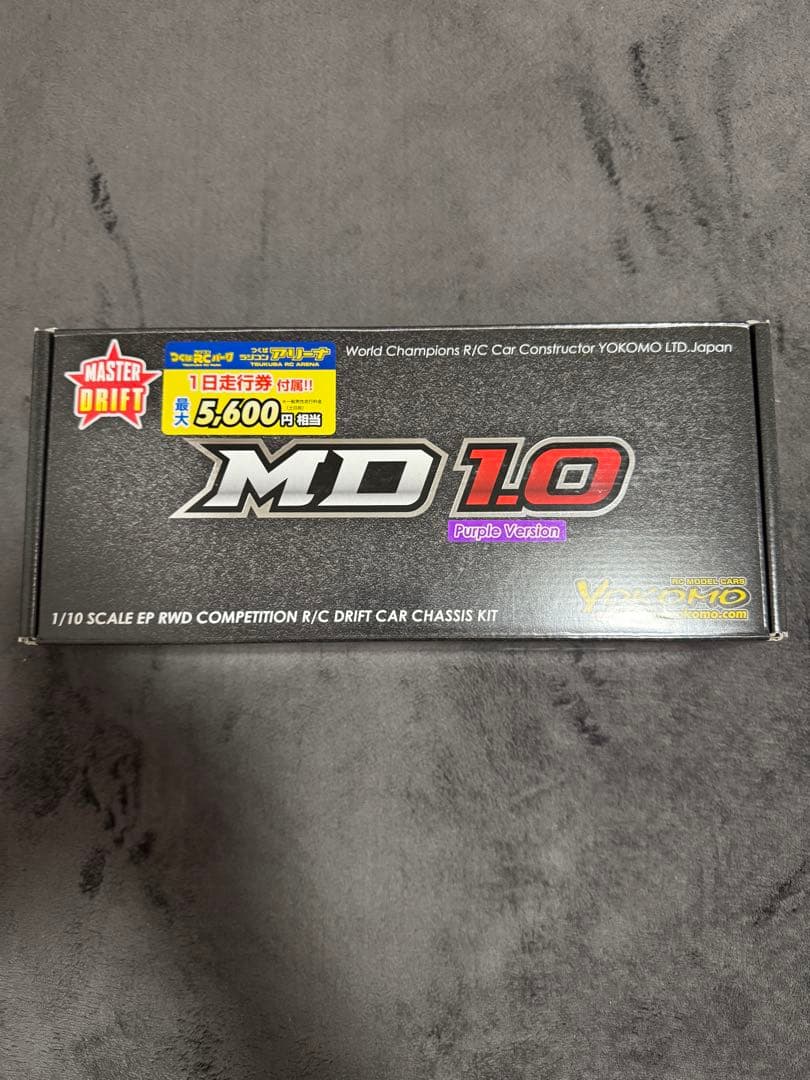 MASTER
DRIFT
つくばRCパーク
TSUKUBA RC PARK
つくば
ラジコン アリーナ
TSUKUBA RC ARENA
1日走行券 付属!!
最大 5,600円相当
World Champions R/C Car Constructor YOKOMO LTD.Japan
MD 1.0
Purple Version
RC MODEL CARS
YOKOMO
1/10 SCALE EP RWD COMPETITION R/C DRIFT CAR CHASSIS KIT